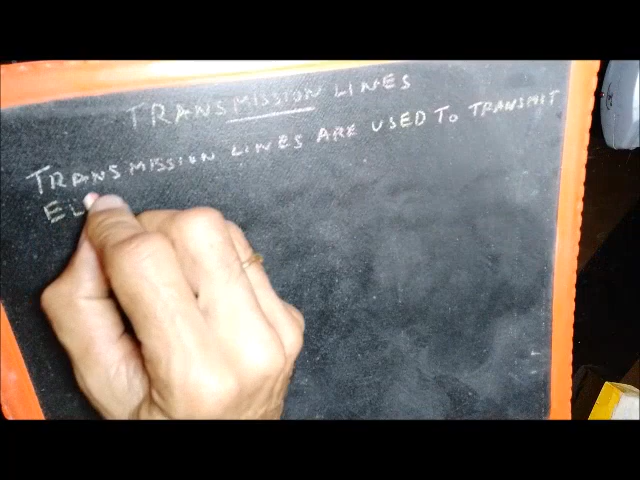 TRANSMISSION LINES
TRANSMISSION LINES ARE USED TO TRANSMIT
EL